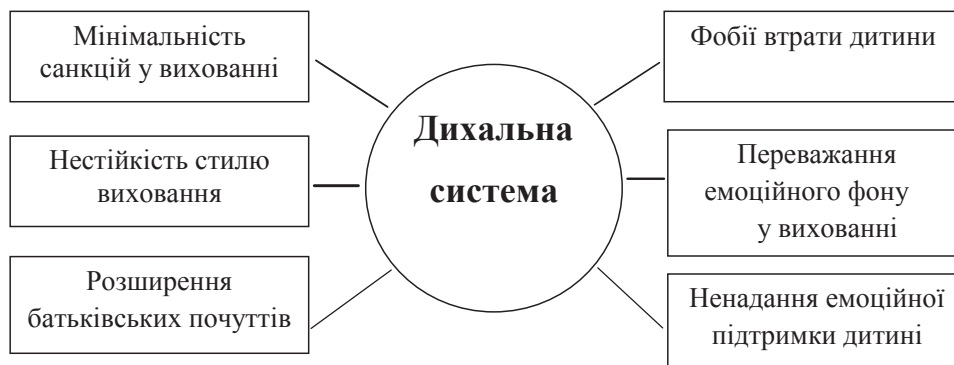 Мінімальність
санкцій у вихованні
Нестійкість стилю
виховання
Розширення
батьківських почуттів
Дихальна
система
Фобії втрати дитини
Переважання
емоційного фону
у вихованні
Ненадання емоційної
підтримки дитині